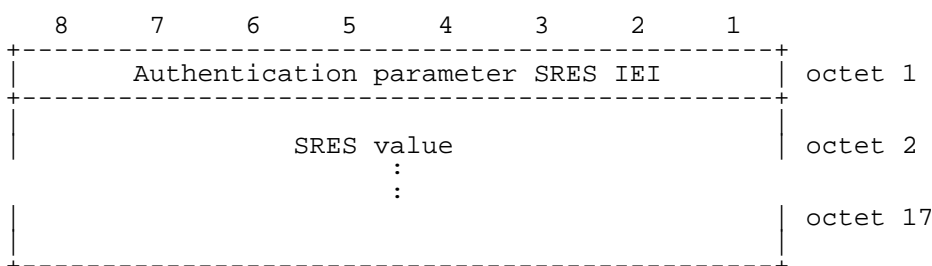 8 7 6 5 4 3 2 1
Authentication parameter SRES IEI octet 1
SRES value octet 2
:
:
octet 17